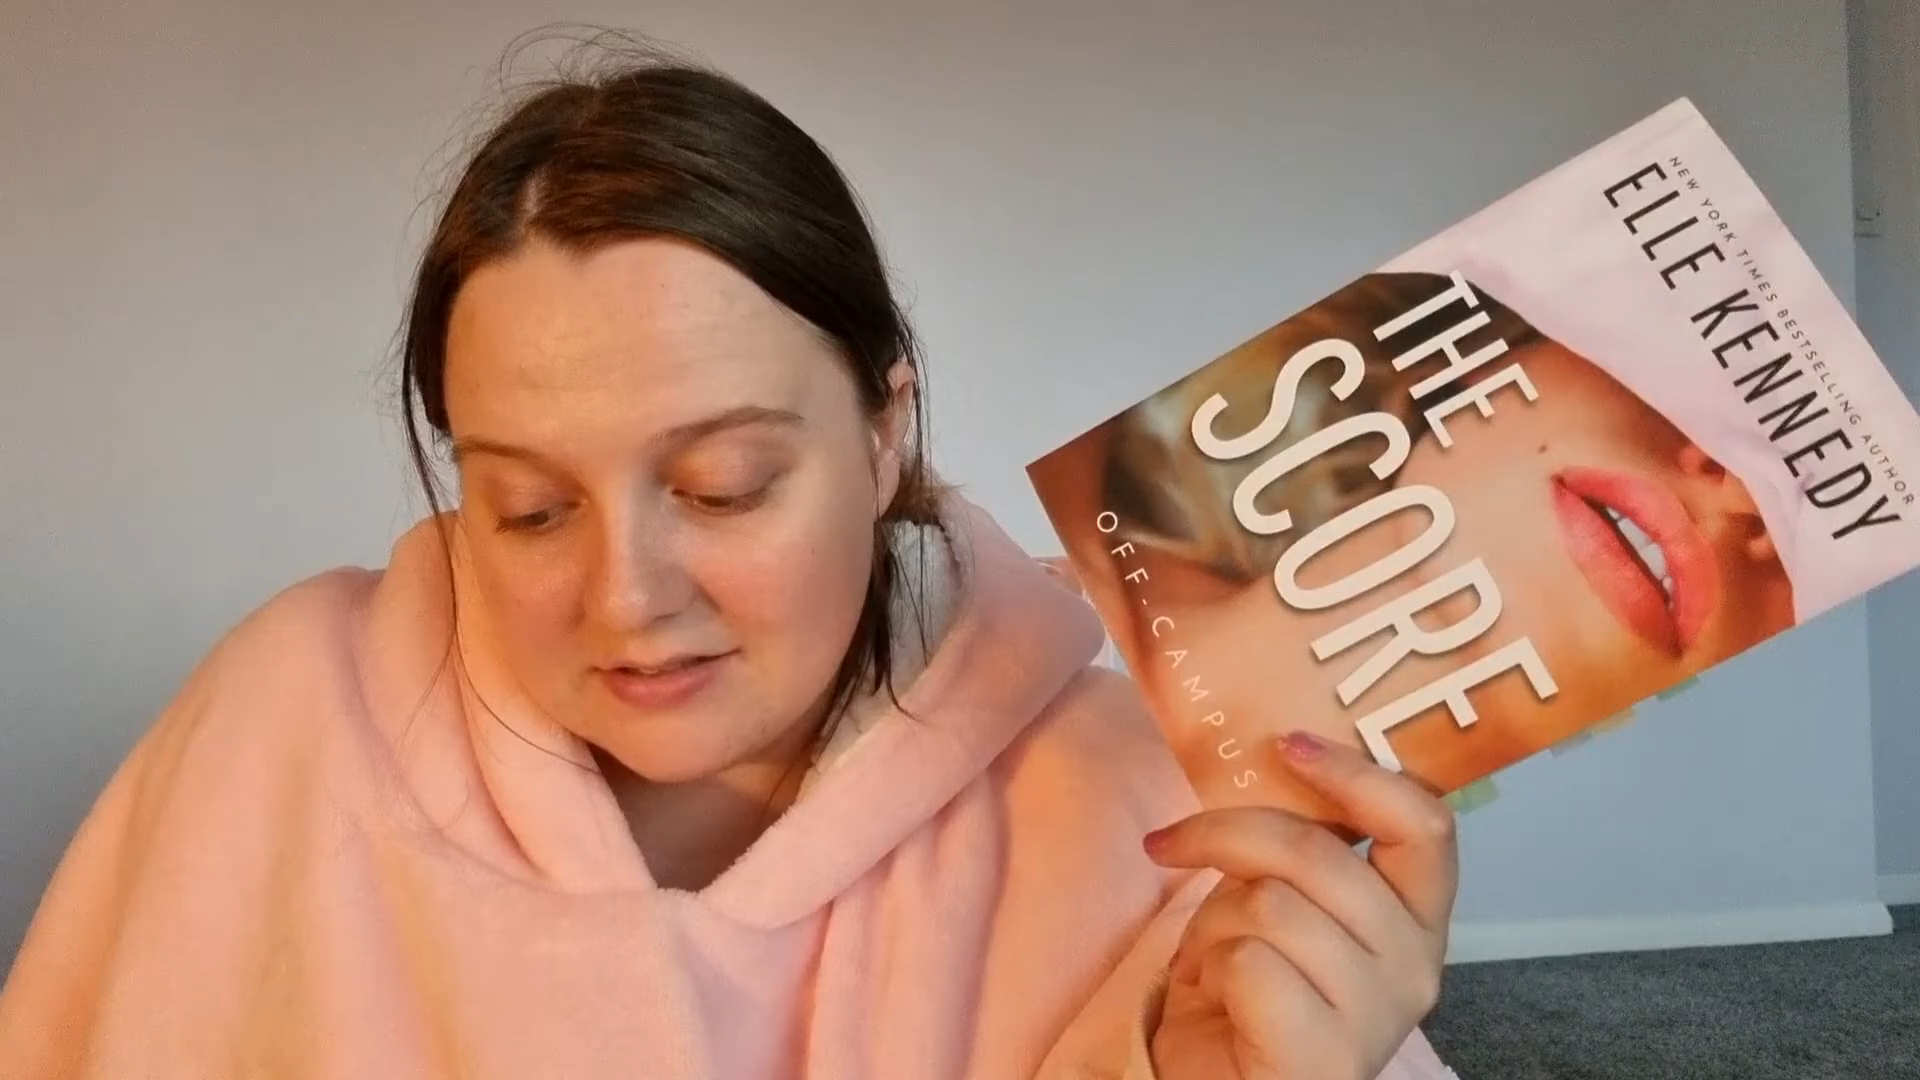 NEW YORK TIMES BESTSELLING AUTHOR
ELLE KENNEDY
THE
SCORE
OFF-CAMPUS